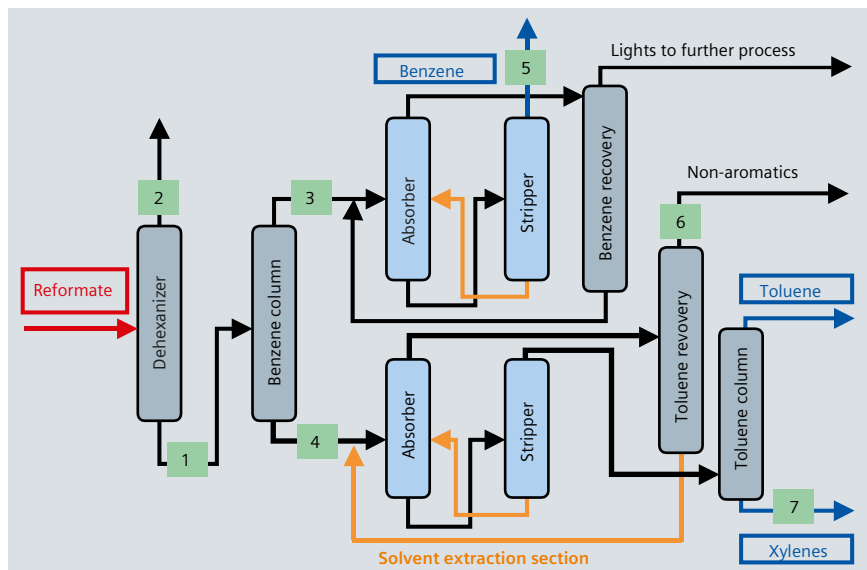 Lights to further process
Benzene
5
Benzene recovery
Absorber
Stripper
Non-aromatics
2
3
6
Reformate
Dehexanizer
Benzene column
Toluene revovery
Toluene
Absorber
Stripper
Toluene column
4
1
7
Solvent extraction section
Xylenes